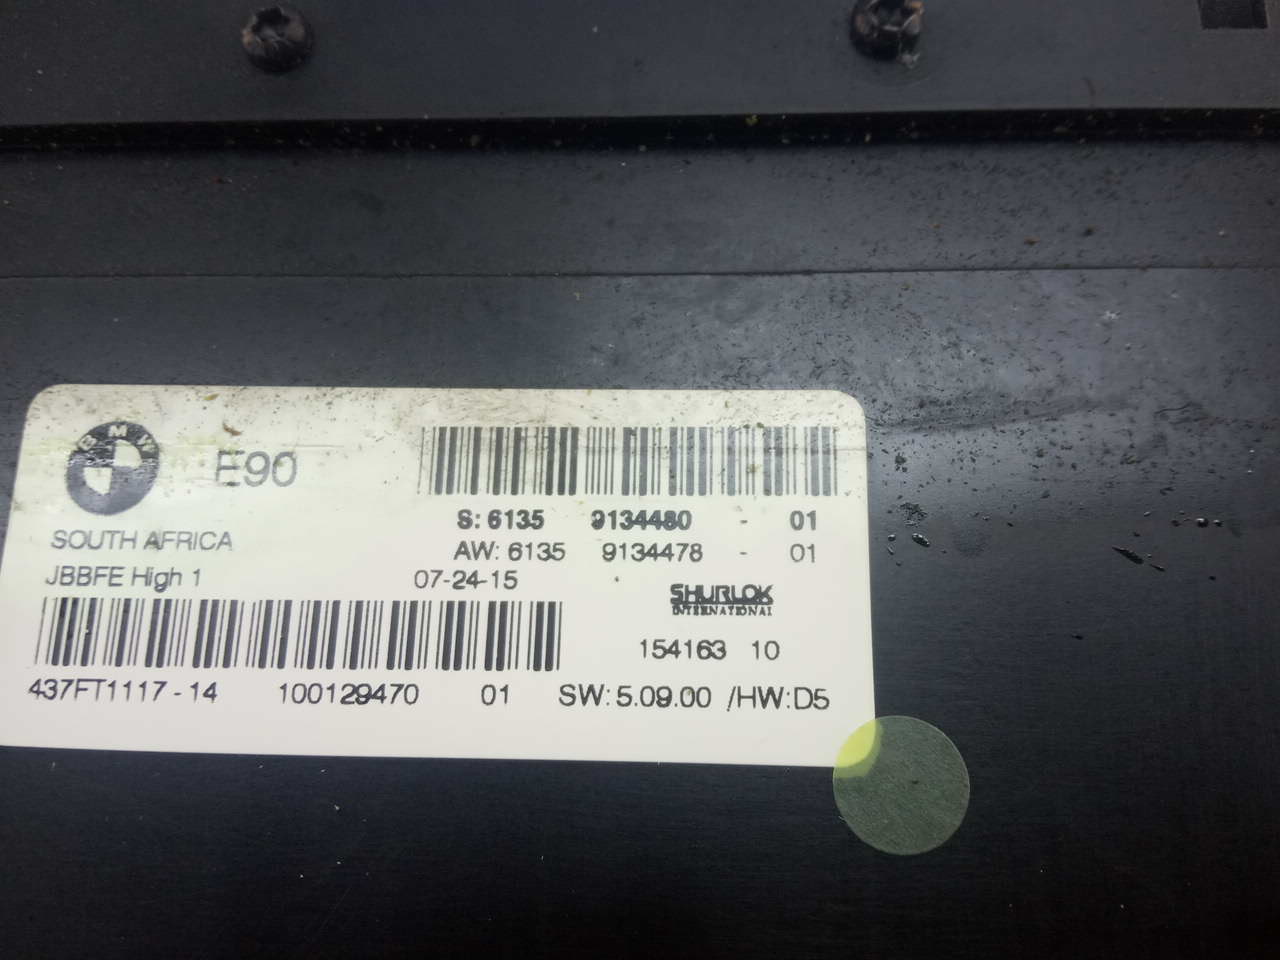 BMW
E90
S: 6135 9134480 - 01
SOUTH AFRICA
AW: 6135 9134478 - 01
JBBFE High 1 07-24-15
SHURLOK
INTERNATIONAL
154163 10
437FT1117-14 100129470 01 SW: 5.09.00 /HW:D5